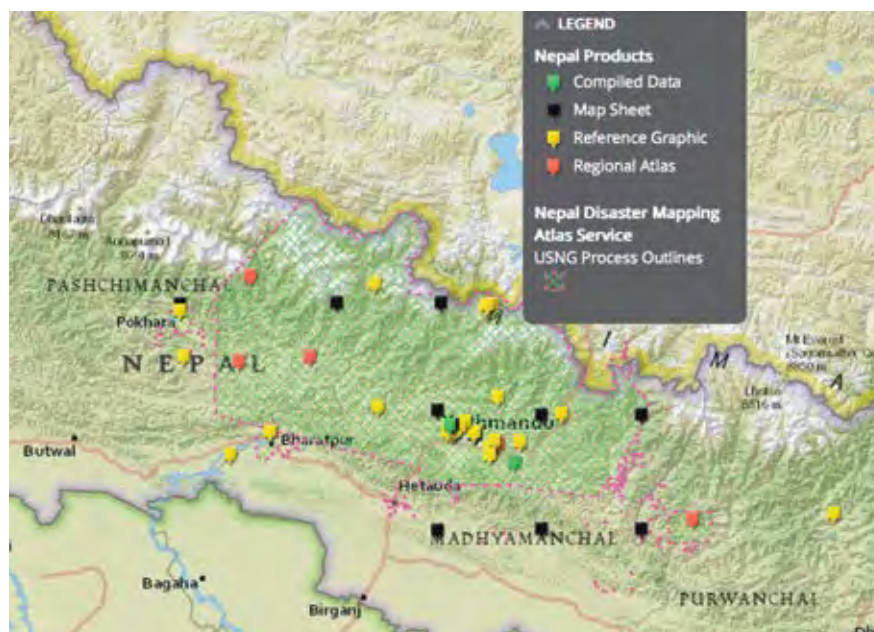 LEGEND
Nepal Products
Compiled Data
Map Sheet
Reference Graphic
Regional Atlas
Nepal Disaster Mapping
Atlas Service
USNG Process Outlines
PASHCHIMANCHAL
Pokhara
NEPAL
I
M
A
Butwal
Bharatpur
Hetauda
MADHYAMANCHAL
Bagaha
Birganj
PURWANCHAL